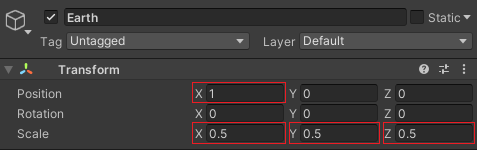 Earth Static
Tag Untagged Layer Default
Transform
Position X 1 Y 0 Z 0
Rotation X 0 Y 0 Z 0
Scale X 0.5 Y 0.5 Z 0.5